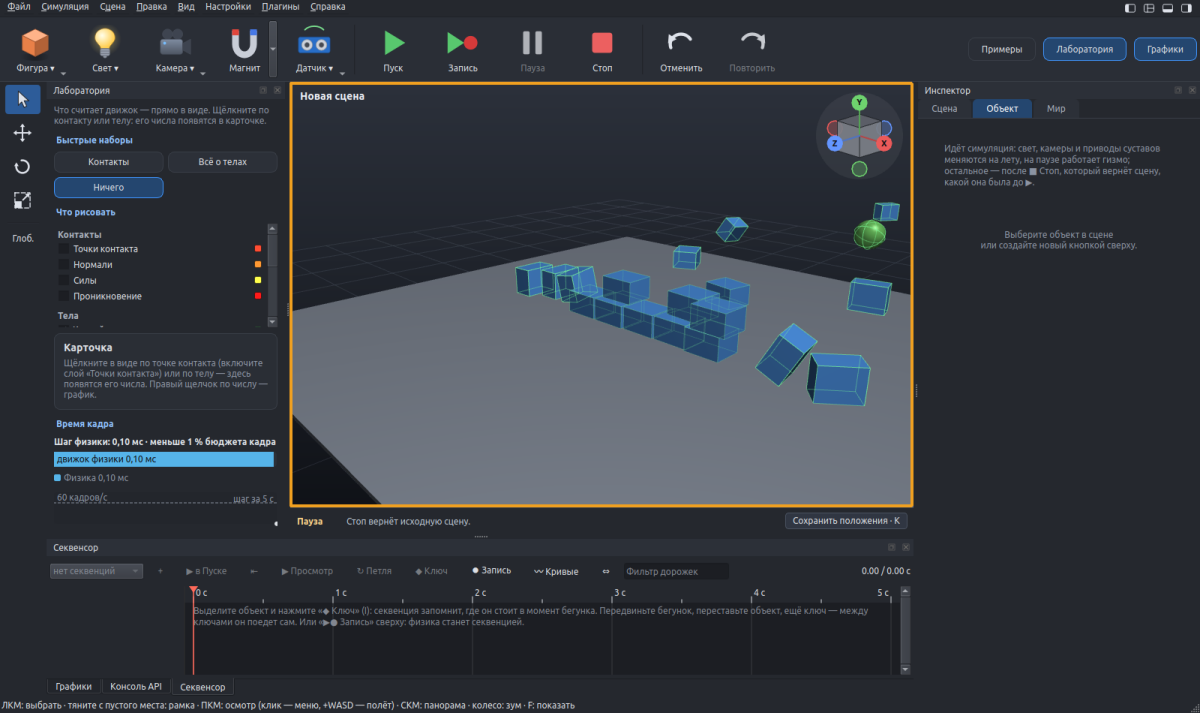 Файл Симуляция Сцена Правка Вид Настройки Плагины Справка
Фигура ▾ Свет ▾ Камера ▾ Магнит Датчик ▾ Пуск Запись Пауза Стоп Отменить Повторить Примеры Лаборатория Графики
Лаборатория
Что считает движок — прямо в виде. Щёлкните по
контакту или телу: его числа появятся в карточке.
Быстрые наборы
Контакты Всё о телах
Ничего
Что рисовать
Контакты
Точки контакта
Нормали
Силы
Проникновение
Тела
Карточка
Щёлкните в виде по точке контакта (включите
слой «Точки контакта») или по телу — здесь
появятся его числа. Правый щелчок по числу —
график.
Время кадра
Шаг физики: 0,10 мс · меньше 1 % бюджета кадра
движок физики 0,10 мс
Физика 0,10 мс
60 кадров/с шаг за 5 с
Глоб.
Новая сцена
Y
Z X
Пауза Стоп вернёт исходную сцену. Сохранить положения · K
Инспектор
Сцена Объект Мир
Идёт симуляция: свет, камеры и приводы суставов
меняются на лету, на паузе работает гизмо;
остальное — после ■ Стоп, который вернёт сцену,
какой она была до ▶.
Выберите объект в сцене
или создайте новый кнопкой сверху.
Секвенсор
нет секвенций + ▶ в Пуске ⇤ ▶ Просмотр ↻ Петля ◆ Ключ ● Запись Кривые ⇔ Фильтр дорожек 0.00 / 0.00 с
0 с 1 с 2 с 3 с 4 с 5 с
Выделите объект и нажмите «◆ Ключ» (I): секвенция запомнит, где он стоит в момент бегунка. Передвиньте бегунок, переставьте объект, ещё ключ — между
ключами он поедет сам. Или «▶● Запись» сверху: физика станет секвенцией.
Графики Консоль API Секвенсор
ЛКМ: выбрать · тяните с пустого места: рамка · ПКМ: осмотр (клик — меню, +WASD — полёт) · СКМ: панорама · колесо: зум · F: показать